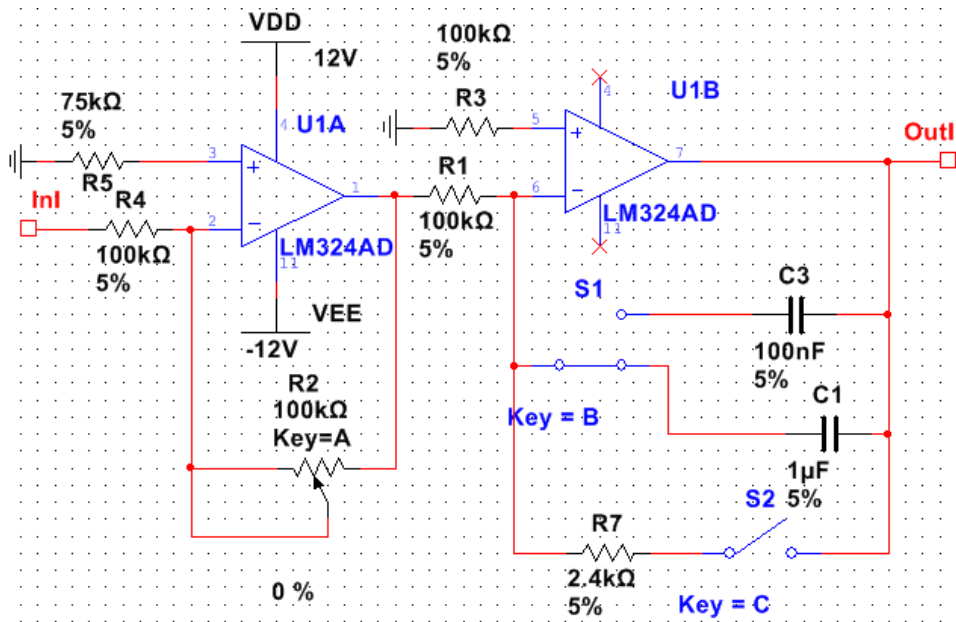 VDD
12V
100kΩ
5%
R3
4
U1B
75kΩ
5%
4
U1A
5
7
OutI
3
R5
R1
1
6
InI
R4
2
100kΩ
5%
LM324AD
11
100kΩ
5%
LM324AD
11
S1
C3
VEE
-12V
100nF
5%
R2
100kΩ
Key=A
C1
Key = B
1µF
5%
S2
R7
2.4kΩ
5%
0 %
Key = C